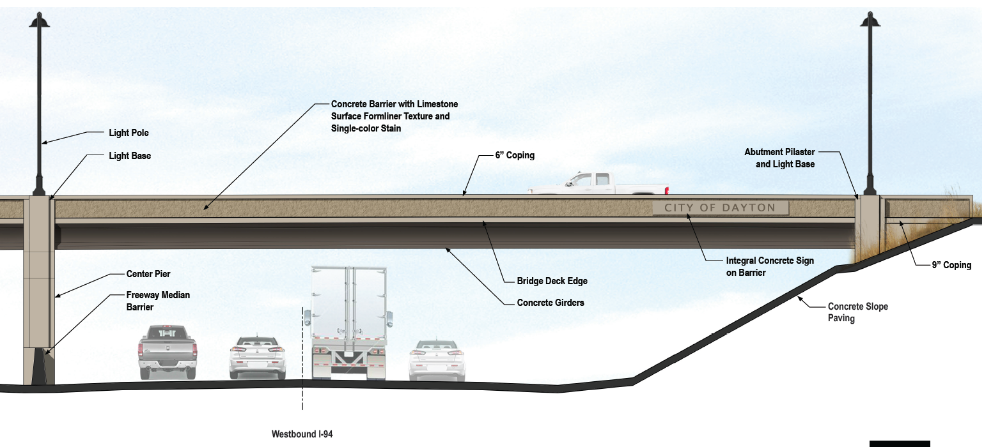 Concrete Barrier with Limestone
Surface Formliner Texture and
Single-color Stain
Light Pole
Light Base
6” Coping
Abutment Pilaster
and Light Base
CITY OF DAYTON
Integral Concrete Sign
on Barrier
9” Coping
Center Pier
Bridge Deck Edge
Freeway Median
Barrier
Concrete Girders
Concrete Slope
Paving
Westbound I-94